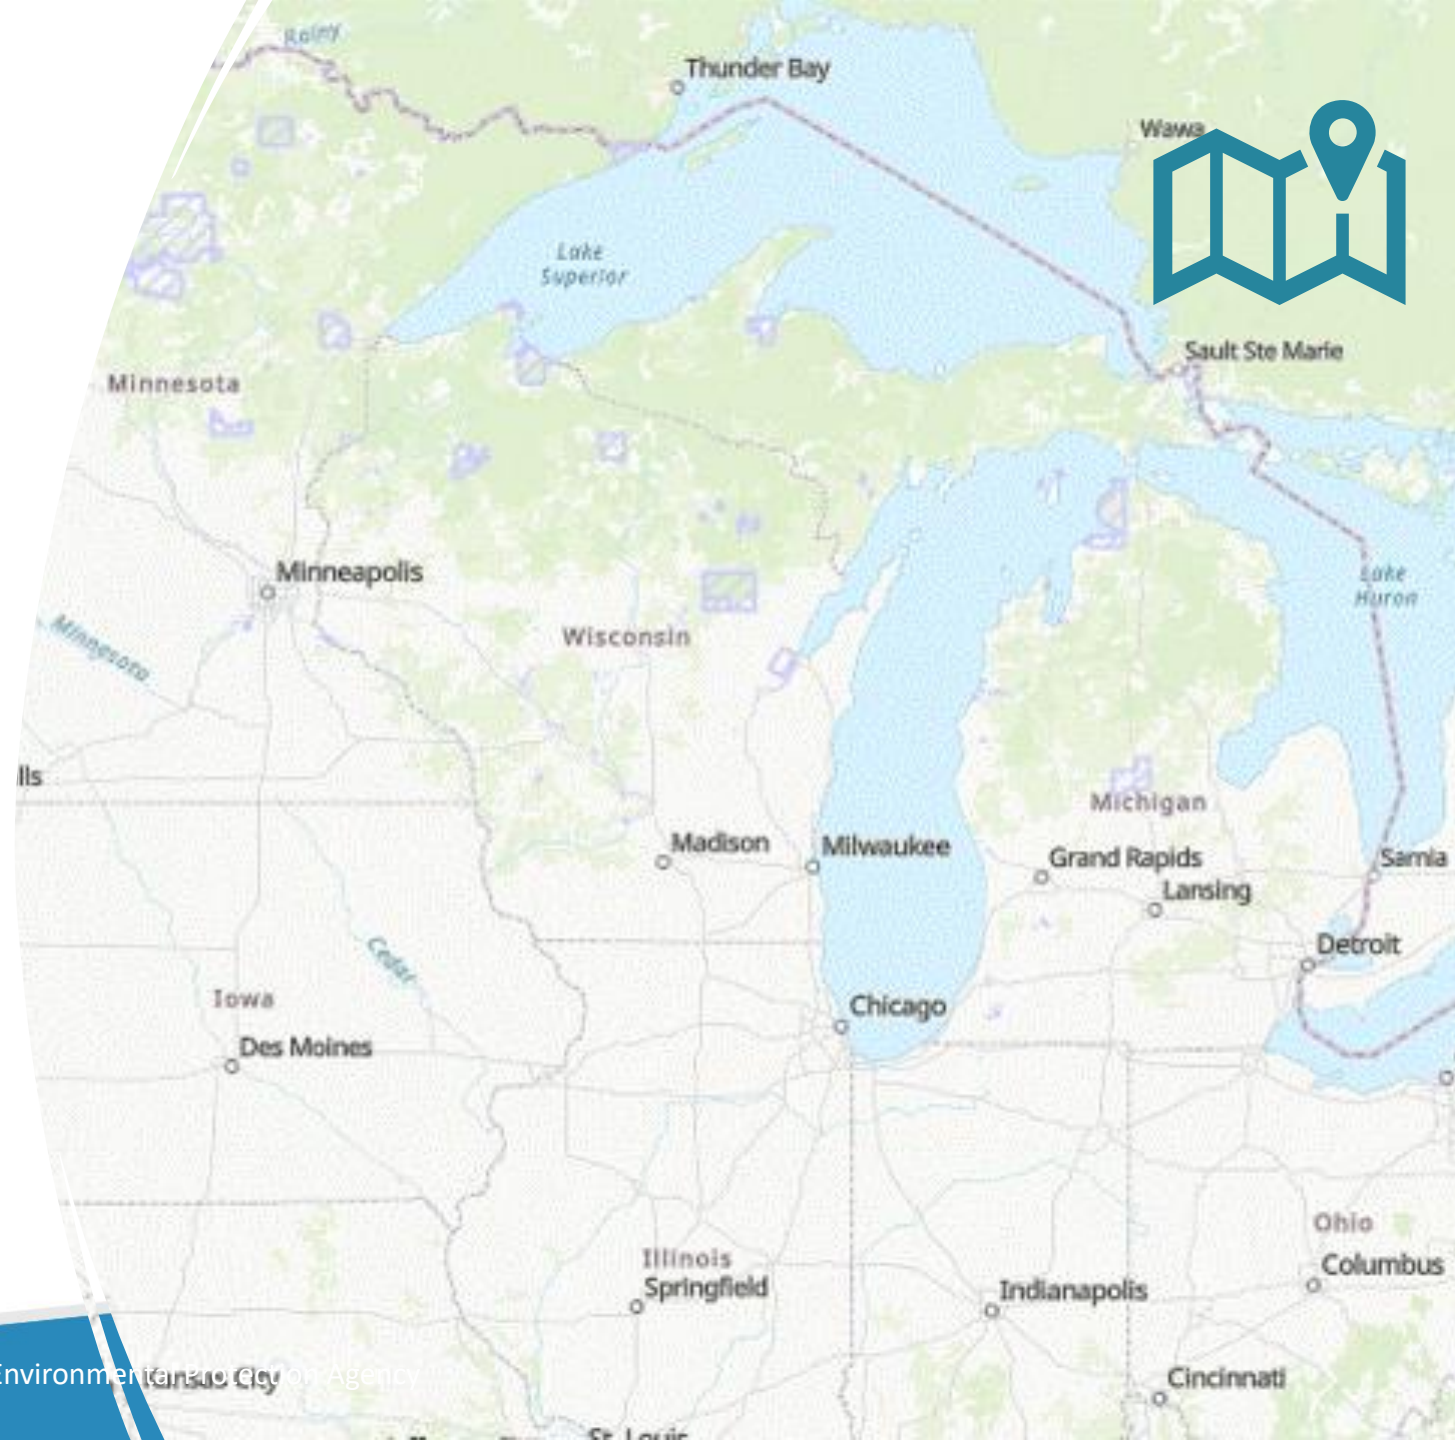 Rainy
Thunder Bay
Wawa
Lake
Superior
Sault Ste Marie
Minnesota
Minneapolis
Lake
Huron
Minnesota
Wisconsin
lls
Michigan
Madison
Milwaukee
Grand Rapids
Sarnia
Lansing
Detroit
Cedar
Iowa
Chicago
Des Moines
Ohio
Illinois
Columbus
Springfield
Indianapolis
Environmental Protection Agency
Kansas City
Cincinnati
St. Louis